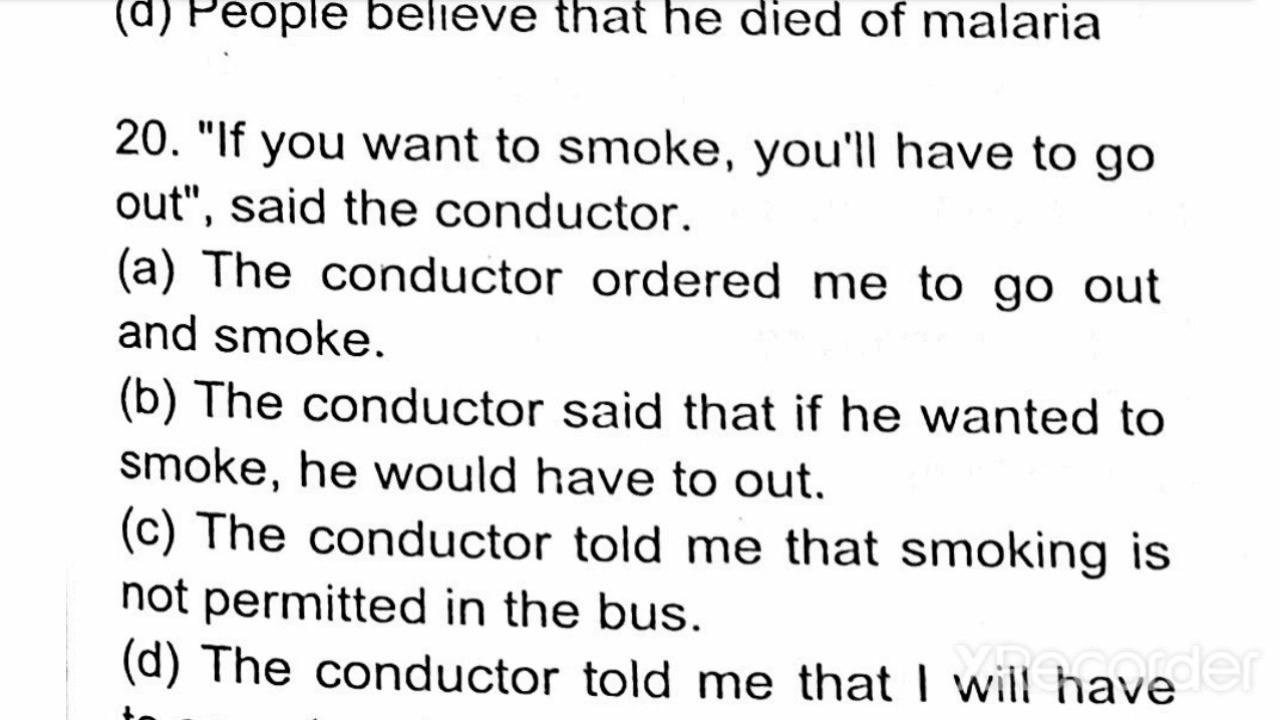 (d) People believe that he died of malaria
20. "If you want to smoke, you'll have to go
out", said the conductor.
(a) The conductor ordered me to go out
and smoke.
(b) The conductor said that if he wanted to
smoke, he would have to out.
(c) The conductor told me that smoking is
not permitted in the bus.
(d) The conductor told me that I will have
XRecorder